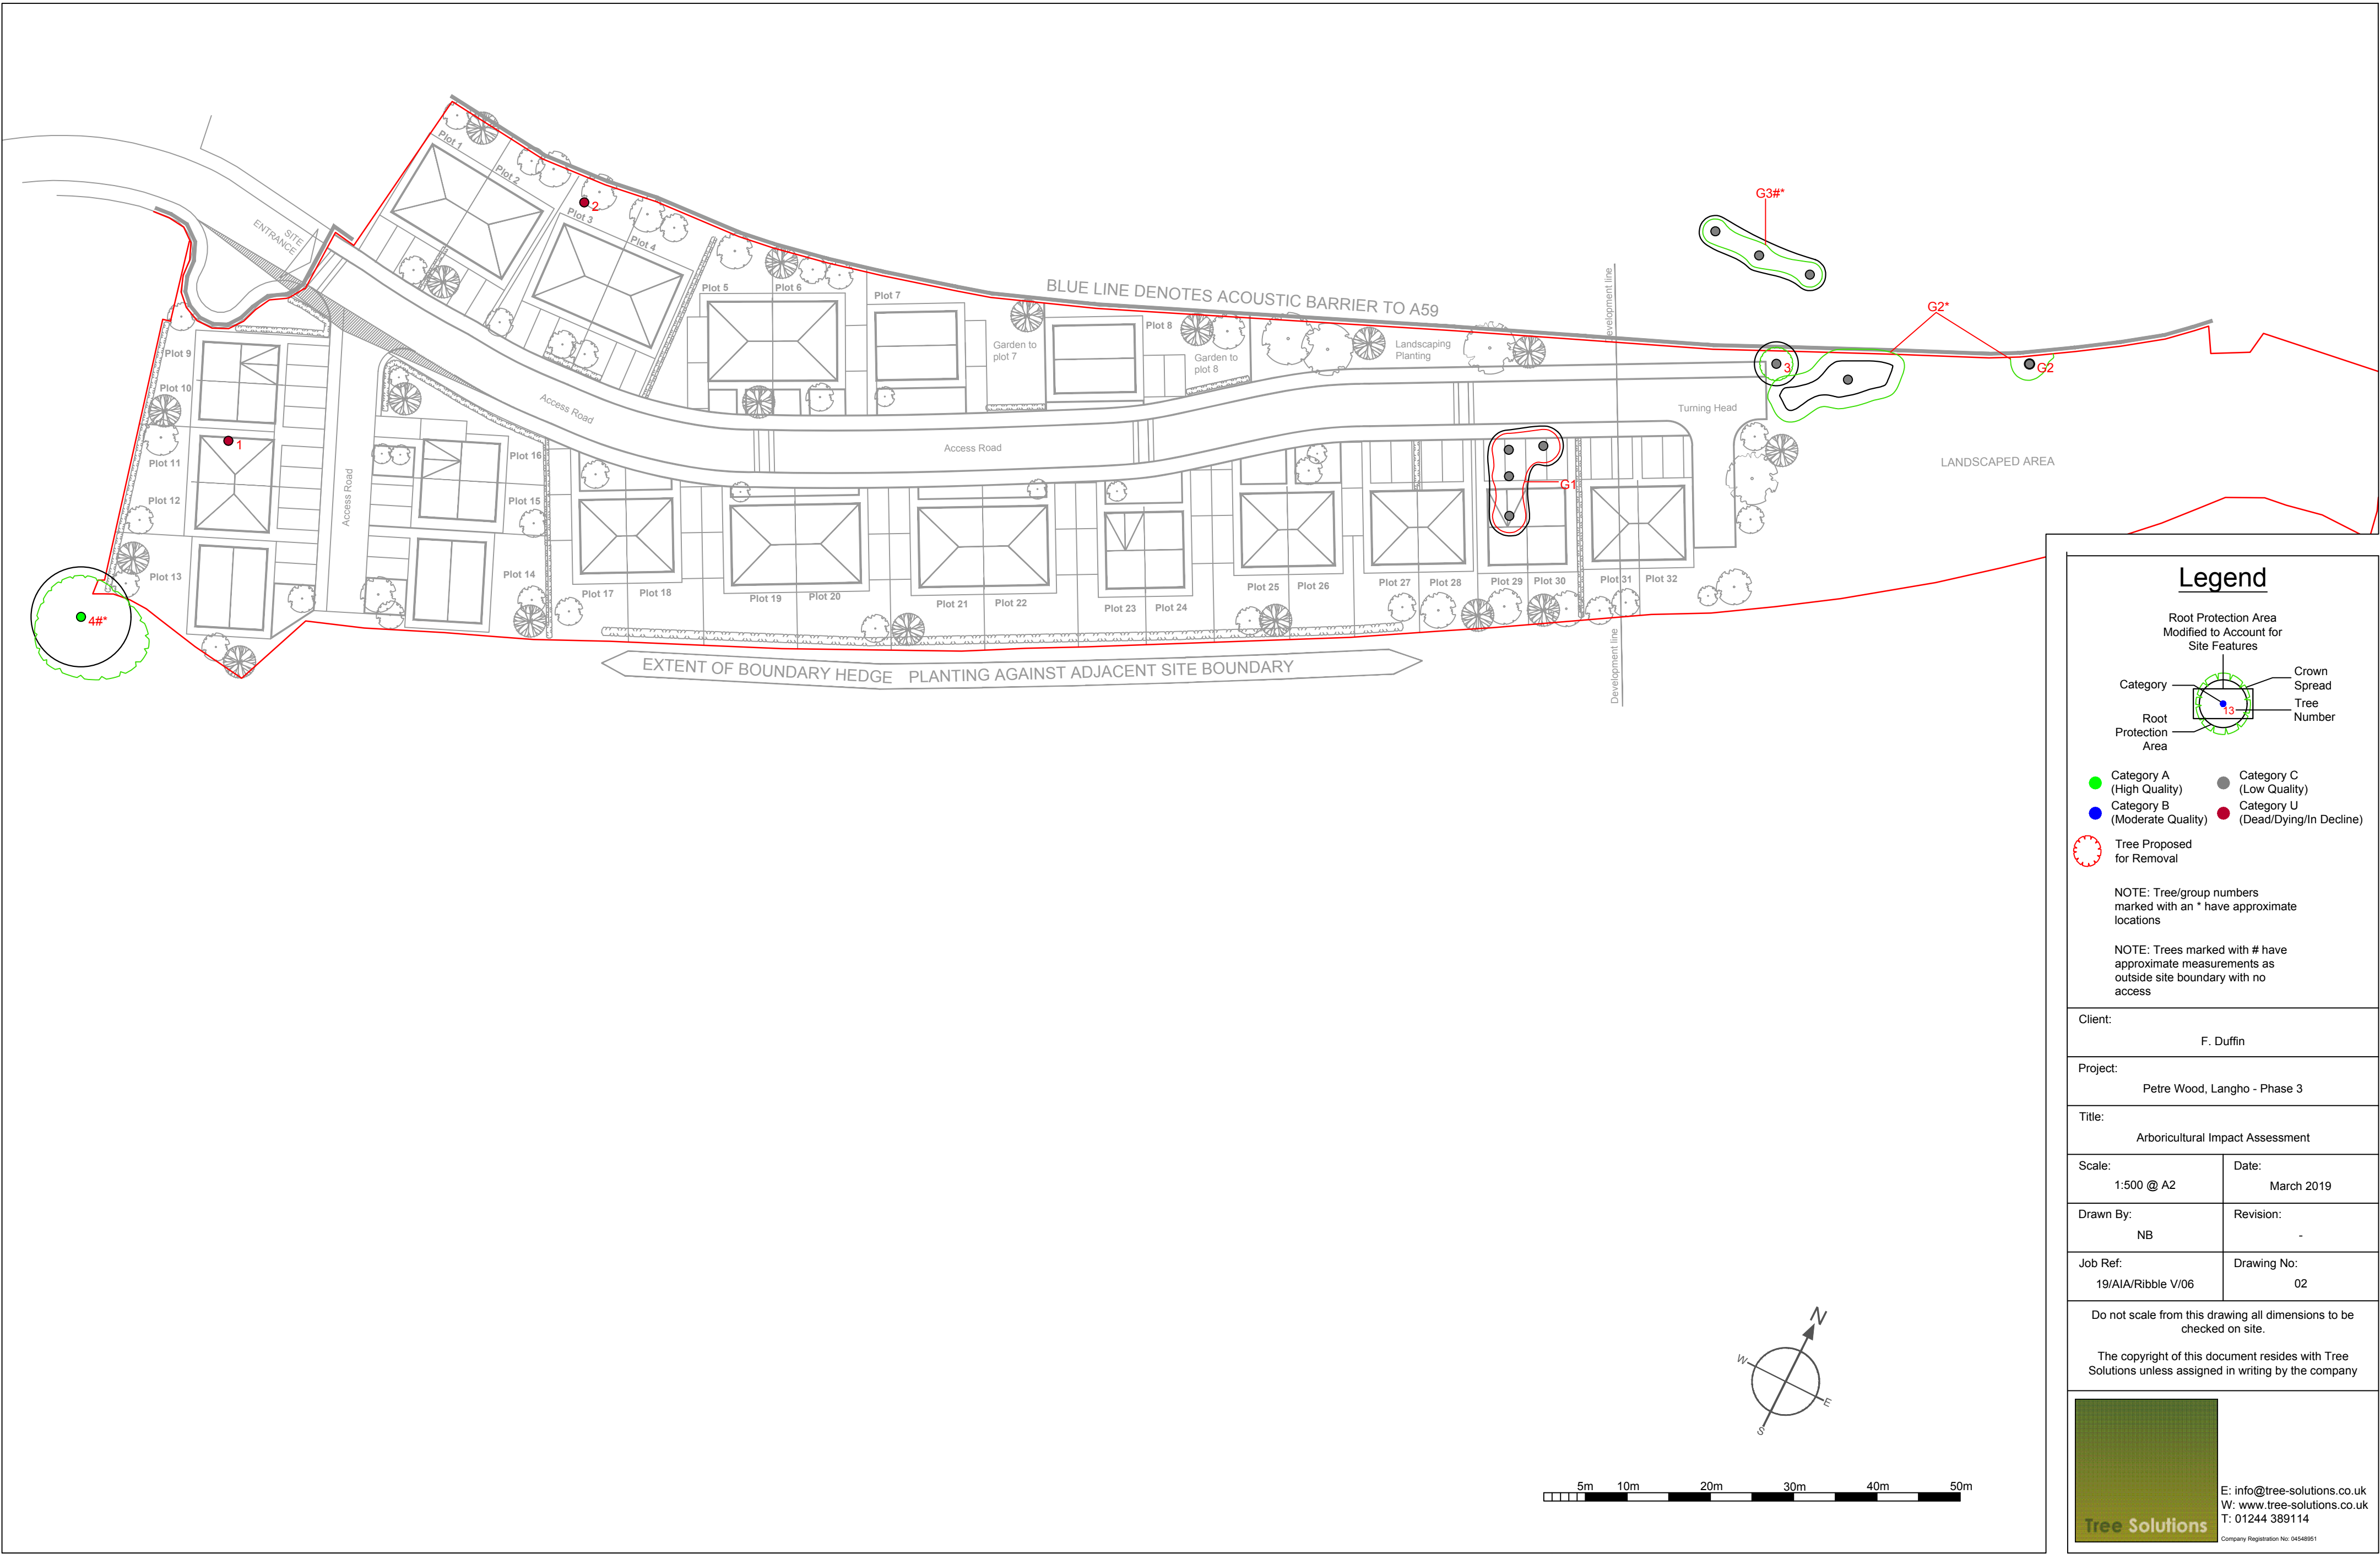 Plot 1
Plot 2
2
Plot 3
Plot 4
SITE
ENTRANCE
Plot 5
Plot 6
Plot 7
BLUE LINE DENOTES ACOUSTIC BARRIER TO A59
Development line
G3#*
G2*
Plot 8
Garden to
plot 7
Garden to
plot 8
Landscaping
Planting
3
G2
Plot 9
Plot 10
1
Plot 11
Plot 12
Plot 13
4#*
Access Road
Access Road
Access Road
Turning Head
LANDSCAPED AREA
Plot 16
Plot 15
Plot 14
G1
Plot 17
Plot 18
Plot 19
Plot 20
Plot 21
Plot 22
Plot 23
Plot 24
Plot 25
Plot 26
Plot 27
Plot 28
Plot 29
Plot 30
Plot 31
Plot 32
Development line
EXTENT OF BOUNDARY HEDGE PLANTING AGAINST ADJACENT SITE BOUNDARY
N
W
E
S
5m 10m 20m 30m 40m 50m
Legend
Root Protection Area
Modified to Account for
Site Features
Category
Crown
Spread
13
Tree
Number
Root
Protection
Area
Category A
(High Quality)
Category C
(Low Quality)
Category B
(Moderate Quality)
Category U
(Dead/Dying/In Decline)
Tree Proposed
for Removal
NOTE: Tree/group numbers
marked with an * have approximate
locations
NOTE: Trees marked with # have
approximate measurements as
outside site boundary with no
access
Client:
F. Duffin
Project:
Petre Wood, Langho - Phase 3
Title:
Arboricultural Impact Assessment
Scale:
1:500 @ A2
Date:
March 2019
Drawn By:
NB
Revision:
-
Job Ref:
19/AIA/Ribble V/06
Drawing No:
02
Do not scale from this drawing all dimensions to be
checked on site.
The copyright of this document resides with Tree
Solutions unless assigned in writing by the company
Tree Solutions
E: info@tree-solutions.co.uk
W: www.tree-solutions.co.uk
T: 01244 389114
Company Registration No: 04548951